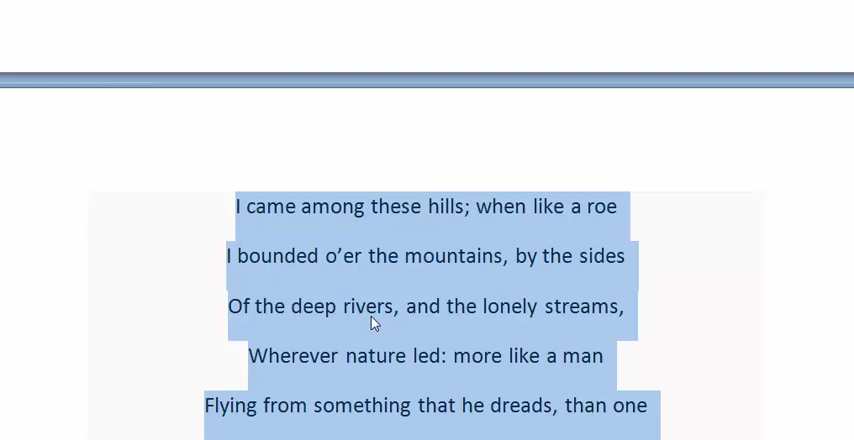 I came among these hills; when like a roe
I bounded o’er the mountains, by the sides
Of the deep rivers, and the lonely streams,
Wherever nature led: more like a man
Flying from something that he dreads, than one